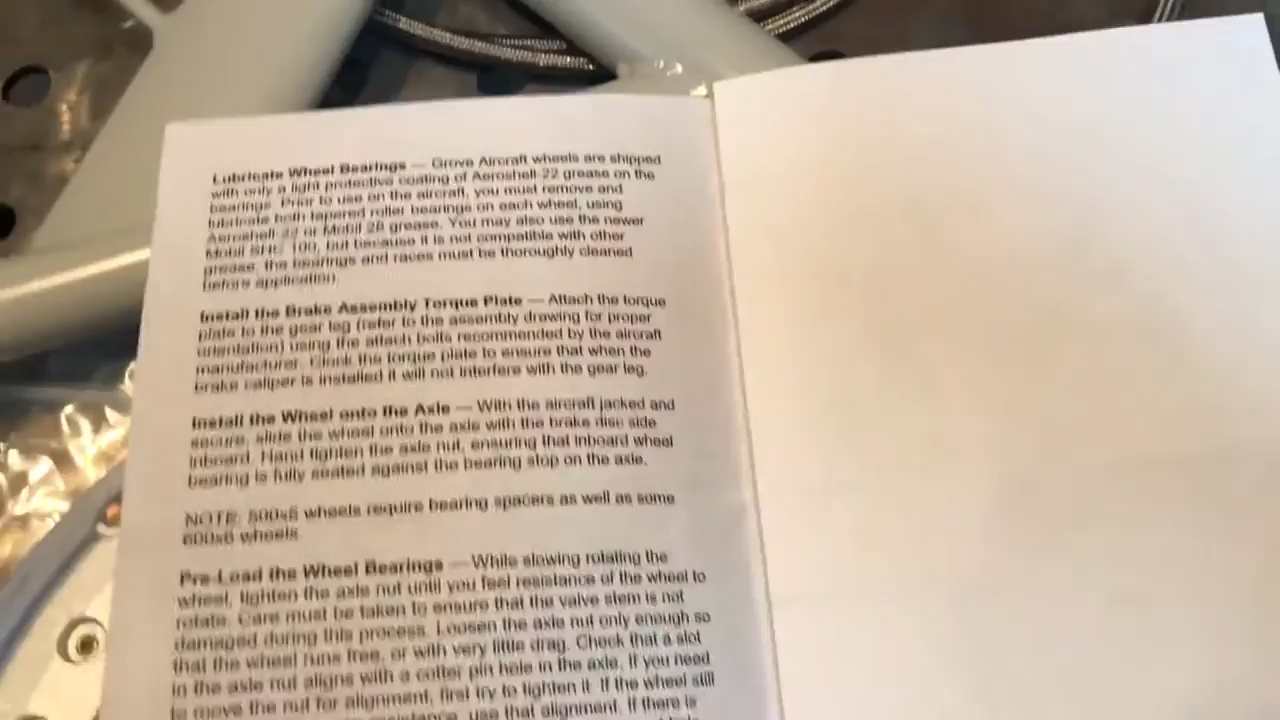 Lubricate Wheel Bearings — Grove Aircraft wheels are shipped
with only a light protective coating of Aeroshell-22 grease on the
bearings. Prior to use on the aircraft, you must remove and
lubricate both tapered roller bearings on each wheel, using
Aeroshell-22 or Mobil 28 grease. You may also use the newer
Mobil SHC 100, but because it is not compatible with other
grease, the bearings and races must be thoroughly cleaned
before application.
Install the Brake Assembly Torque Plate — Attach the torque
plate to the gear leg (refer to the assembly drawing for proper
orientation) using the attach bolts recommended by the aircraft
manufacturer. Clock the torque plate to ensure that when the
brake caliper is installed it will not interfere with the gear leg.
Install the Wheel onto the Axle — With the aircraft jacked and
secure, slide the wheel onto the axle with the brake disc side
inboard. Hand tighten the axle nut, ensuring that inboard wheel
bearing is fully seated against the bearing stop on the axle.
NOTE: 500x5 wheels require bearing spacers as well as some
600x6 wheels.
Pre-Load the Wheel Bearings — While slowing rotating the
wheel, tighten the axle nut until you feel resistance of the wheel to
rotate. Care must be taken to ensure that the valve stem is not
damaged during this process. Loosen the axle nut only enough so
that the wheel runs free, or with very little drag. Check that a slot
in the axle nut aligns with a cotter pin hole in the axle. If you need
to move the nut for alignment, first try to tighten it. If the wheel still
resistance, use that alignment. If there is